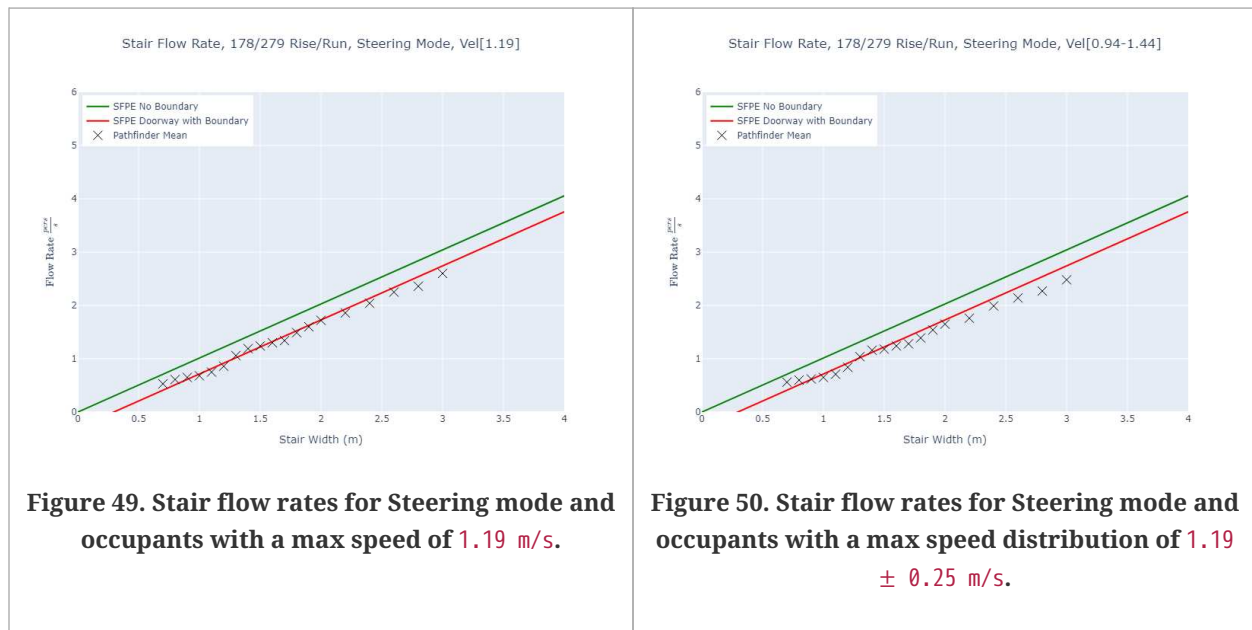 Stair Flow Rate, 178/279 Rise/Run, Steering Mode, Vel[1.19]
SFPE No Boundary
SFPE Doorway with Boundary
Pathfinder Mean
6
5
4
3
2
1
0
Flow Rate pers/s
0
0.5
1
1.5
2
2.5
3
3.5
4
Stair Width (m)
Figure 49. Stair flow rates for Steering mode and
occupants with a max speed of 1.19 m/s.
Stair Flow Rate, 178/279 Rise/Run, Steering Mode, Vel[0.94-1.44]
SFPE No Boundary
SFPE Doorway with Boundary
Pathfinder Mean
6
5
4
3
2
1
0
Flow Rate pers/s
0
0.5
1
1.5
2
2.5
3
3.5
4
Stair Width (m)
Figure 50. Stair flow rates for Steering mode and
occupants with a max speed distribution of 1.19
± 0.25 m/s.